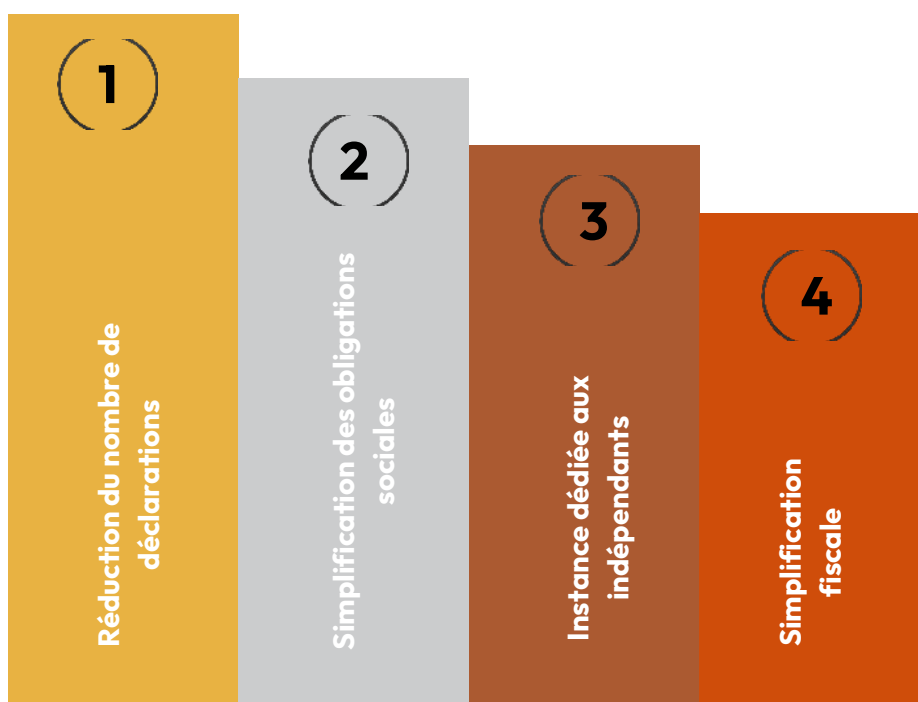 1
Réduction du nombre de
déclarations
2
Simplification des obligations
sociales
3
Instance dédiée aux
indépendants
4
Simplification
fiscale